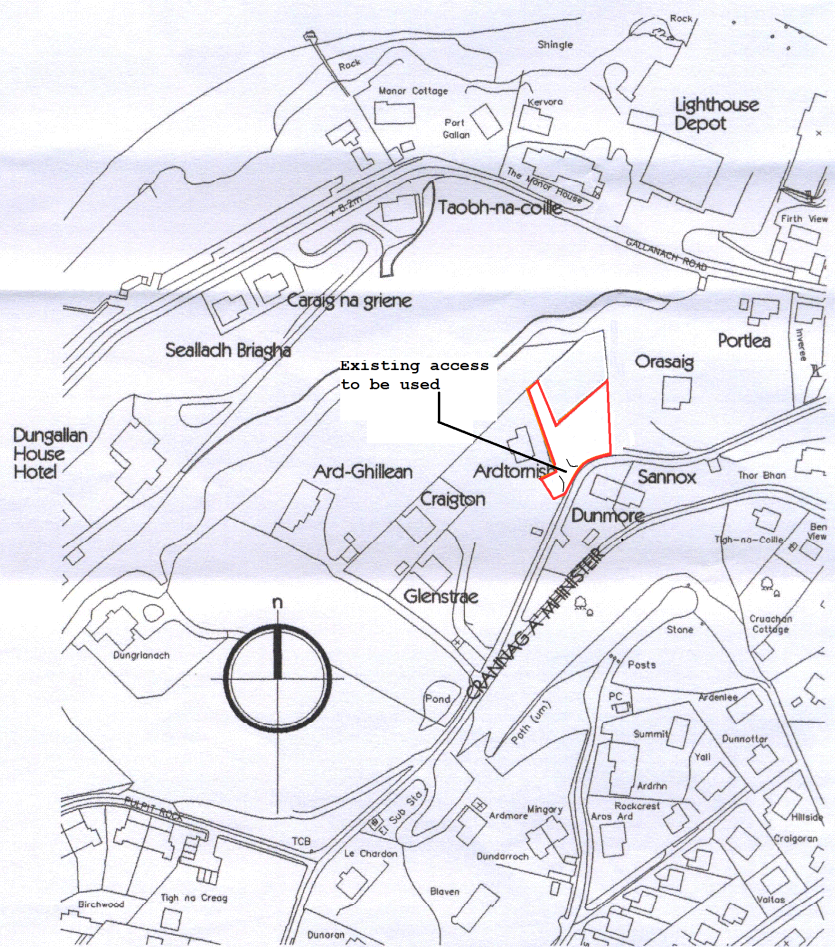 Rock
Shingle
Rock
Manor Cottage
Kervora
Port
Gallan
Lighthouse
Depot
The Manor House
+ 8.2m
Taobh-na-coille
Firth View
GALLANACH ROAD
Caraig na griene
Sealladh Briagha
Portlea
Inveree
Existing access
to be used
Orasaig
Dungallan
House
Hotel
Ard-Ghillean
Ardtornish
Sannox
Thor Bhan
Craigton
Dunmore
Tigh-na-Coille
Ben
View
n
Glenstrae
CRANNAG A' MHINISTEIR
Cruachan
Cottage
Stone
Dungrianach
Posts
Pond
PC
Ardenlee
Path (um)
Summit
Dunnottar
Yali
Ardrhn
PULPIT ROCK
El Sub Sta
Rockcrest
Mingary
Aros Ard
Ardmore
Hillside
TCB
Craigoran
Le Chardon
Dundarroch
Blaven
Birchwood
Tigh na Creag
Valtos
Dunaran